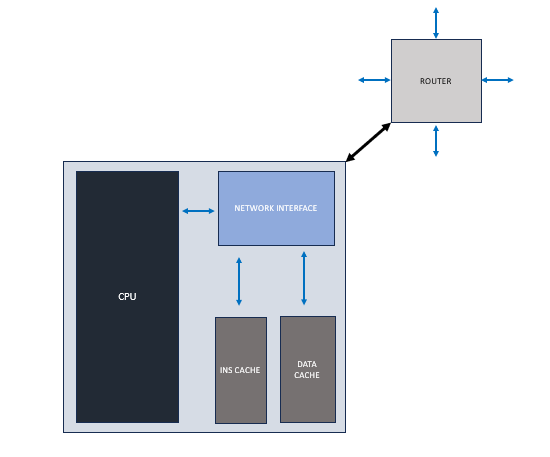 ROUTER
NETWORK INTERFACE
CPU
INS CACHE
DATA
CACHE